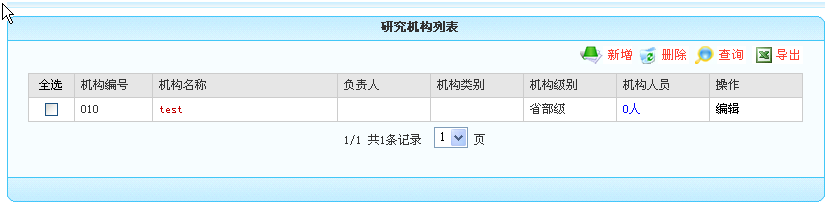 研究机构列表
新增 删除 查询 导出
全选 机构编号 机构名称 负责人 机构类别 机构级别 机构人员 操作
010 test 省部级 0人 编辑
1/1 共1条记录 1 页